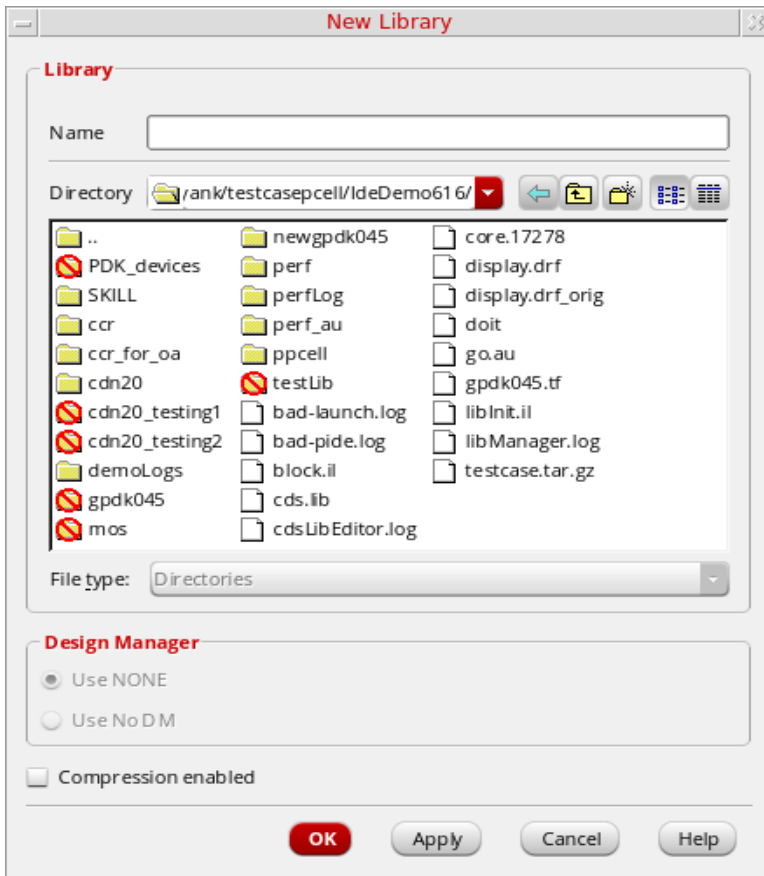 New Library
Library
Name
Directory /ank/testcasepcell/IdeDemo616/
.. newgpdk045 core.17278
PDK_devices perf display.drf
SKILL perfLog display.drf_orig
ccr perf_au doit
ccr_for_oa ppcell go.au
cdn20 testLib gpdk045.tf
cdn20_testing1 bad-launch.log libInit.il
cdn20_testing2 bad-pide.log libManager.log
demoLogs block.il testcase.tar.gz
gpdk045 cds.lib
mos cdsLibEditor.log
File type: Directories
Design Manager
Use NONE
Use No DM
Compression enabled
OK Apply Cancel Help